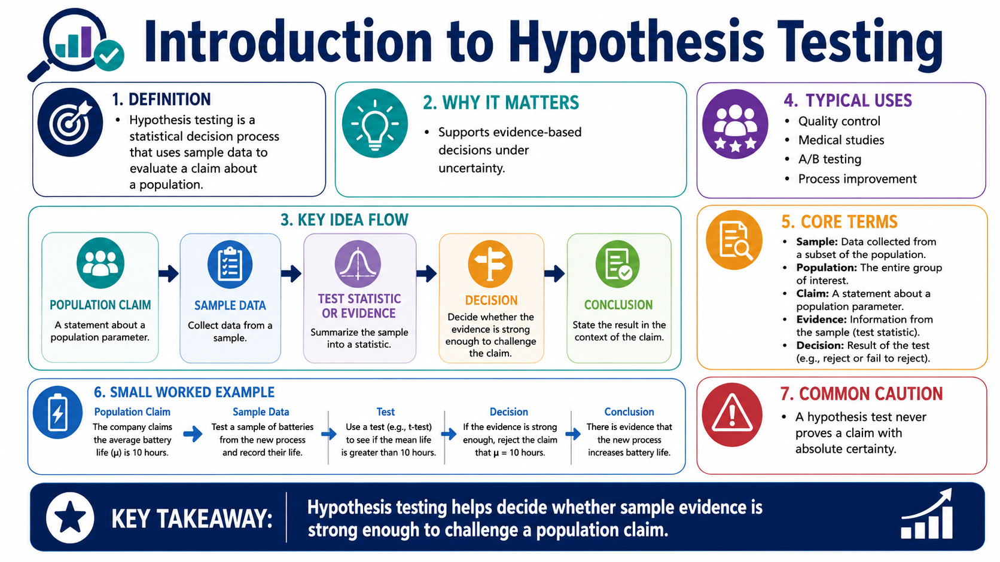 Introduction to Hypothesis Testing
1. DEFINITION
• Hypothesis testing is a
statistical decision process
that uses sample data to
evaluate a claim about
a population.
2. WHY IT MATTERS
• Supports evidence-based
decisions under
uncertainty.
4. TYPICAL USES
• Quality control
• Medical studies
• A/B testing
• Process improvement
3. KEY IDEA FLOW
POPULATION CLAIM
A statement about a
population parameter.
SAMPLE DATA
Collect data from a
sample.
TEST STATISTIC
OR EVIDENCE
Summarize the sample
into a statistic.
DECISION
Decide whether the
evidence is strong
enough to challenge
the claim.
CONCLUSION
State the result in the
context of the claim.
5. CORE TERMS
• Sample: Data collected from
a subset of the population.
• Population: The entire group
of interest.
• Claim: A statement about a
population parameter.
• Evidence: Information from
the sample (test statistic).
• Decision: Result of the test
(e.g., reject or fail to reject).
6. SMALL WORKED EXAMPLE
Population Claim
The company claims
the average battery
life (μ) is 10 hours.
Sample Data
Test a sample of batteries
from the new process
and record their life.
Test
Use a test (e.g., t-test)
to see if the mean life
is greater than 10 hours.
Decision
If the evidence is strong
enough, reject the claim
that μ = 10 hours.
Conclusion
There is evidence that
the new process
increases battery life.
7. COMMON CAUTION
• A hypothesis test never
proves a claim with
absolute certainty.
KEY TAKEAWAY:
Hypothesis testing helps decide whether sample evidence is
strong enough to challenge a population claim.